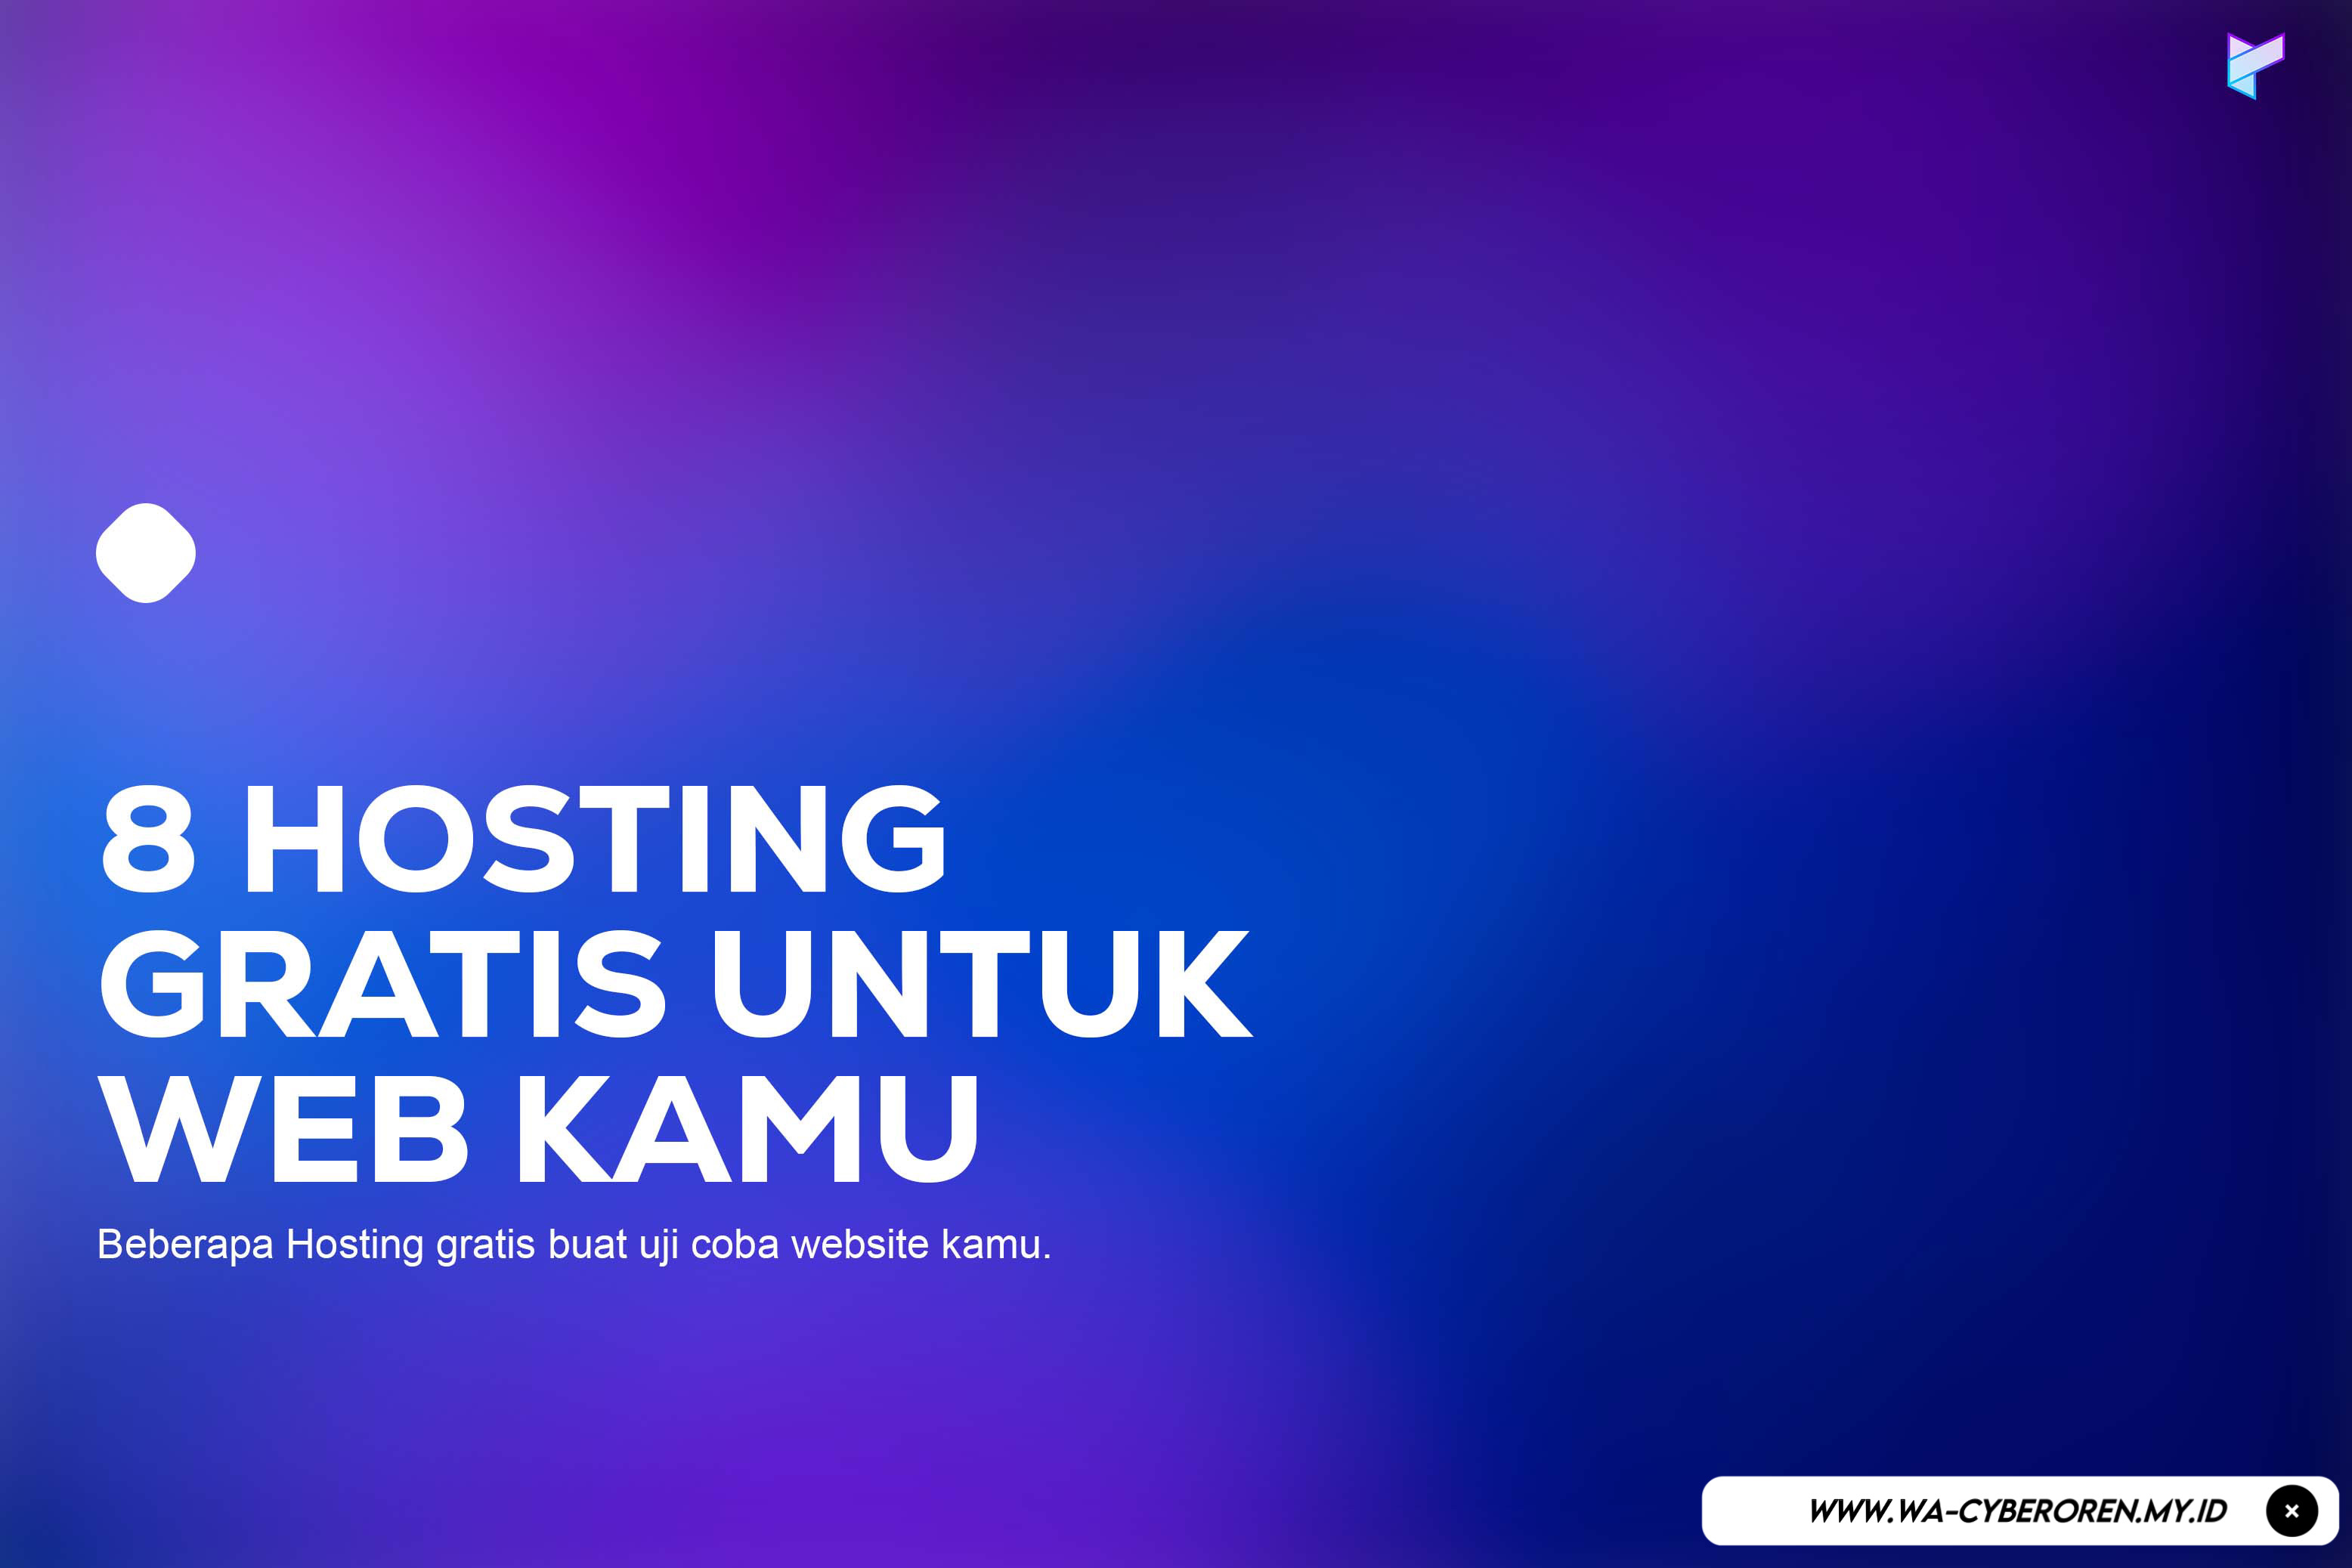 8 HOSTING
GRATIS UNTUK
WEB KAMU
Beberapa Hosting gratis buat uji coba website kamu.
WWW.WA-CYBEROREN.MY.ID